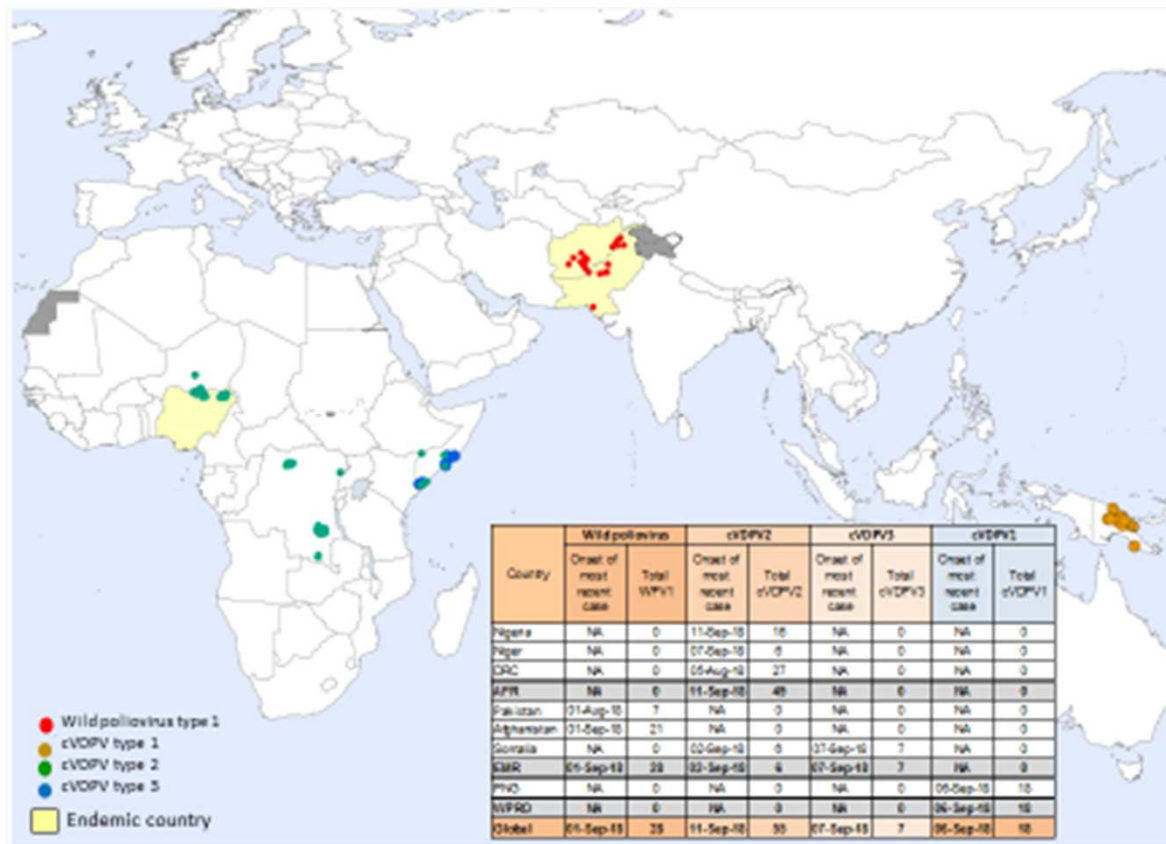 Wild poliovirus cVDPV2 cVDPV3 cVDPV1
Country Onset of most recent case Total WPV1 Onset of most recent case Total cVDPV2 Onset of most recent case Total cVDPV3 Onset of most recent case Total cVDPV1
Nigeria NA 0 11-Sep-18 16 NA 0 NA 0
Niger NA 0 07-Sep-18 6 NA 0 NA 0
DRC NA 0 05-Aug-18 27 NA 0 NA 0
AFR NA 0 11-Sep-18 49 NA 0 NA 0
Pakistan 01-Aug-18 7 NA 0 NA 0 NA 0
Afghanistan 01-Sep-18 21 NA 0 NA 0 NA 0
Somalia NA 0 02-Sep-18 6 07-Sep-18 7 NA 0
EMR 01-Sep-18 28 02-Sep-18 6 07-Sep-18 7 NA 0
PNG NA 0 NA 0 NA 0 06-Sep-18 18
WPRO NA 0 NA 0 NA 0 06-Sep-18 18
Global 01-Sep-18 28 11-Sep-18 55 07-Sep-18 7 06-Sep-18 18
Wild poliovirus type 1
cVDPV type 1
cVDPV type 2
cVDPV type 3
Endemic country